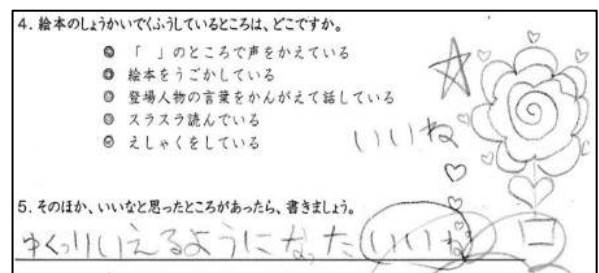 4. 絵本のしょうかいでくふうしているところは、どこですか。
◎ 「　」のところで声をかえている
◎ 絵本をうごかしている
◎ 登場人物の言葉をかんがえて話している
◎ スラスラ読んでいる
◎ えしゃくをしている
いいね
5. そのほか、いいなと思ったところがあったら、書きましょう。
ゆっくりいえるようになった いいね